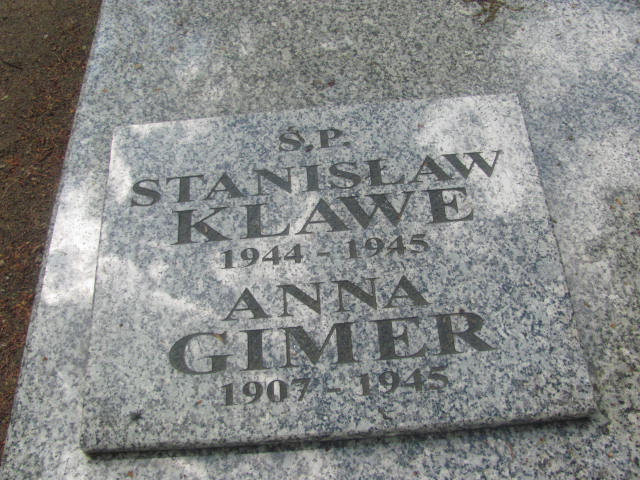 Ś.P.
STANISŁAW
KLAWE
1944 - 1945
ANNA
GIMER
1907 - 1945